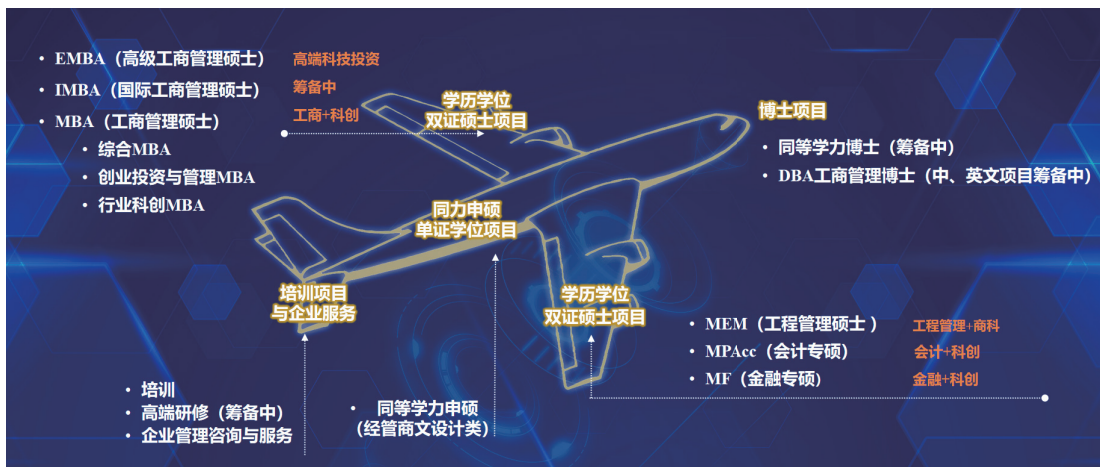 • EMBA（高级工商管理硕士） 高端科技投资
• IMBA（国际工商管理硕士） 筹备中
• MBA（工商管理硕士） 工商+科创
• 综合MBA
• 创业投资与管理MBA
• 行业科创MBA
学历学位
双证硕士项目
博士项目
• 同等学力博士（筹备中）
• DBA工商管理博士（中、英文项目筹备中）
同力申硕
单证学位项目
培训项目
与企业服务
学历学位
双证硕士项目
• MEM（工程管理硕士 ） 工程管理+商科
• MPAcc（会计专硕） 会计+科创
• MF（金融专硕） 金融+科创
• 培训
• 高端研修（筹备中）
• 企业管理咨询与服务
• 同等学力申硕
（经管商文设计类）